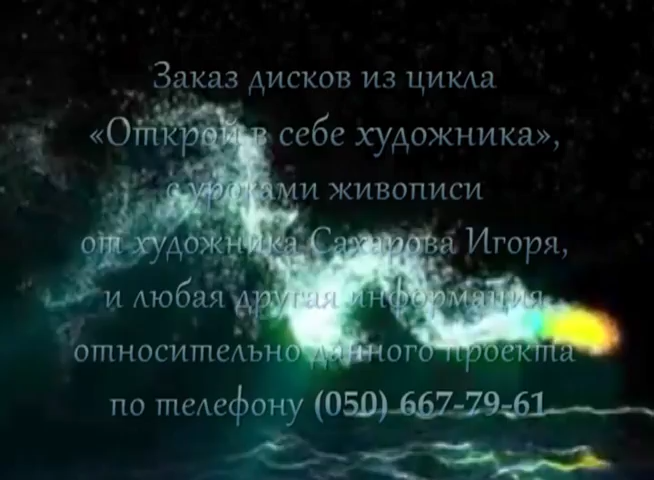 Заказ дисков из цикла
«Открой в себе художника»,
с уроками живописи
от художника Сахарова Игоря,
и любая другая информация
относительно данного проекта
по телефону (050) 667-79-61